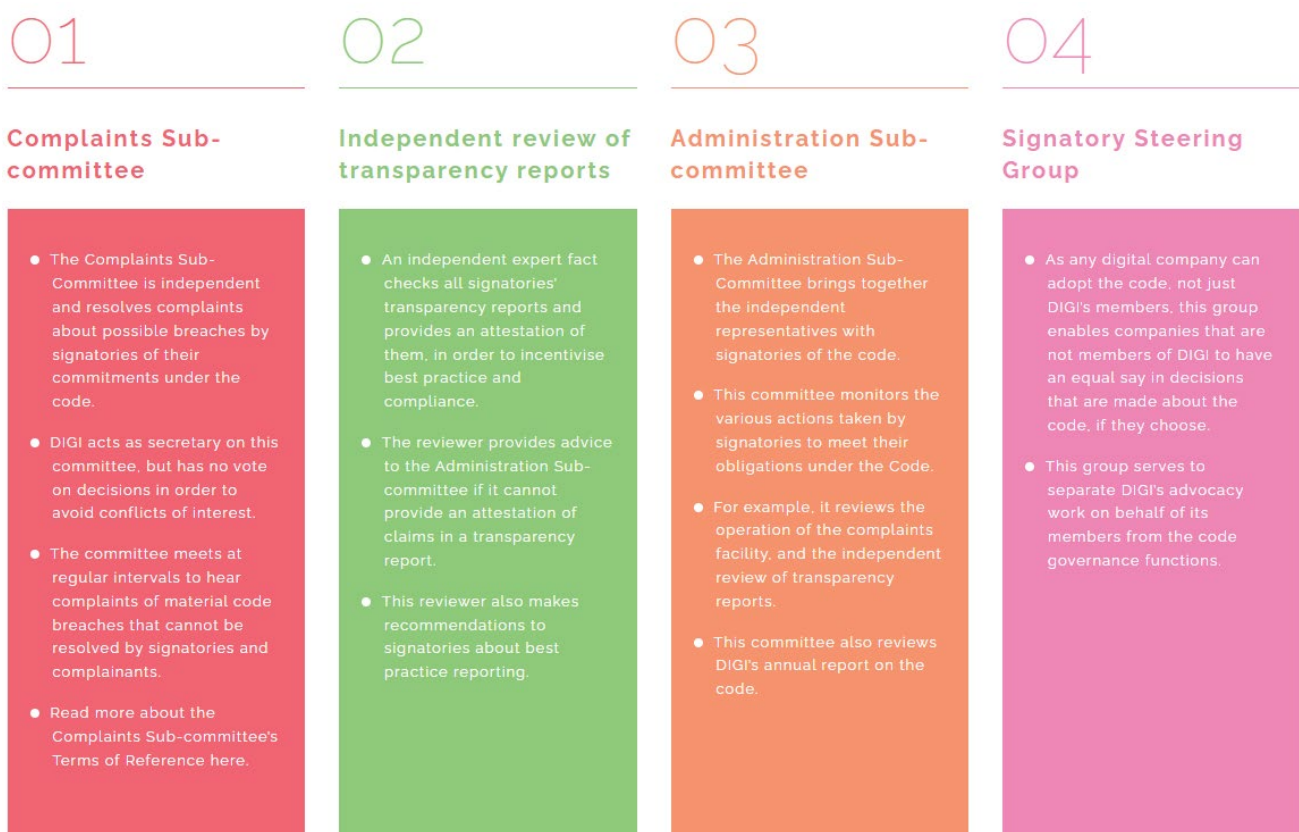 01
Complaints Sub-
committee
● The Complaints Sub-
Committee is independent
and resolves complaints
about possible breaches by
signatories of their
commitments under the
code.
● DIGI acts as secretary on this
committee, but has no vote
on decisions in order to
avoid conflicts of interest.
● The committee meets at
regular intervals to hear
complaints of material code
breaches that cannot be
resolved by signatories and
complainants.
● Read more about the
Complaints Sub-committee's
Terms of Reference here.
02
Independent review of
transparency reports
● An independent expert fact
checks all signatories'
transparency reports and
provides an attestation of
them, in order to incentivise
best practice and
compliance.
● The reviewer provides advice
to the Administration Sub-
committee if it cannot
provide an attestation of
claims in a transparency
report.
● This reviewer also makes
recommendations to
signatories about best
practice reporting.
03
Administration Sub-
committee
● The Administration Sub-
Committee brings together
the independent
representatives with
signatories of the code.
● This committee monitors the
various actions taken by
signatories to meet their
obligations under the Code.
● For example, it reviews the
operation of the complaints
facility, and the independent
review of transparency
reports.
● This committee also reviews
DIGI's annual report on the
code.
04
Signatory Steering
Group
● As any digital company can
adopt the code, not just
DIGI's members, this group
enables companies that are
not members of DIGI to have
an equal say in decisions
that are made about the
code, if they choose.
● This group serves to
separate DIGI's advocacy
work on behalf of its
members from the code
governance functions.